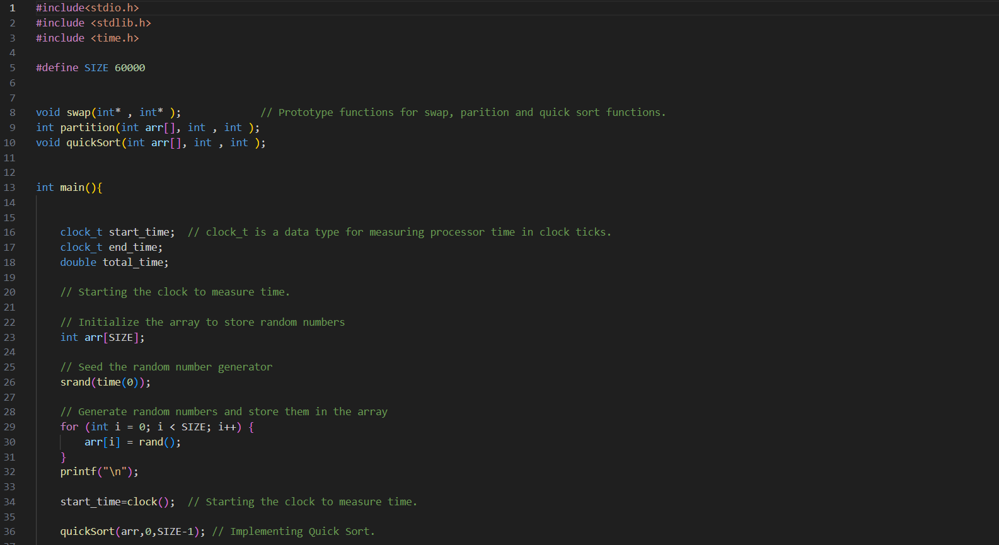 1 #include<stdio.h>
2 #include <stdlib.h>
3 #include <time.h>
4
5 #define SIZE 60000
6
7
8 void swap(int* , int* );             // Prototype functions for swap, parition and quick sort functions.
9 int partition(int arr[], int , int );
10 void quickSort(int arr[], int , int );
11
12
13 int main(){
14
15
16     clock_t start_time;  // clock_t is a data type for measuring processor time in clock ticks.
17     clock_t end_time;
18     double total_time;
19
20     // Starting the clock to measure time.
21
22     // Initialize the array to store random numbers
23     int arr[SIZE];
24
25     // Seed the random number generator
26     srand(time(0));
27
28     // Generate random numbers and store them in the array
29     for (int i = 0; i < SIZE; i++) {
30         arr[i] = rand();
31     }
32     printf("\n");
33
34     start_time=clock();  // Starting the clock to measure time.
35
36     quickSort(arr,0,SIZE-1); // Implementing Quick Sort.